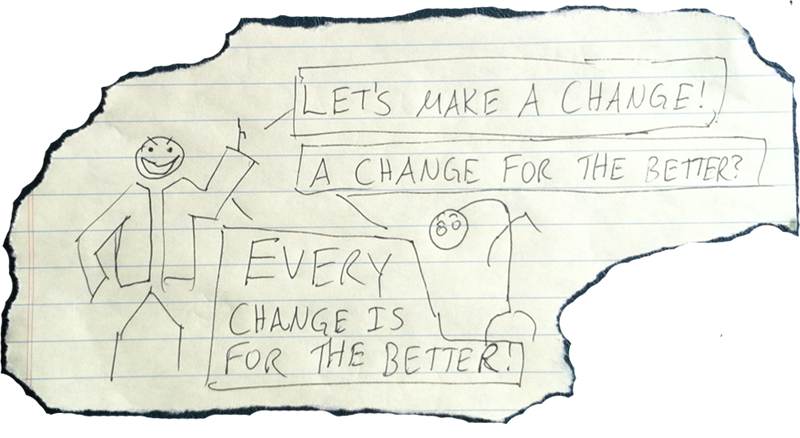 LET'S MAKE A CHANGE!
A CHANGE FOR THE BETTER?
EVERY
CHANGE IS
FOR THE BETTER!